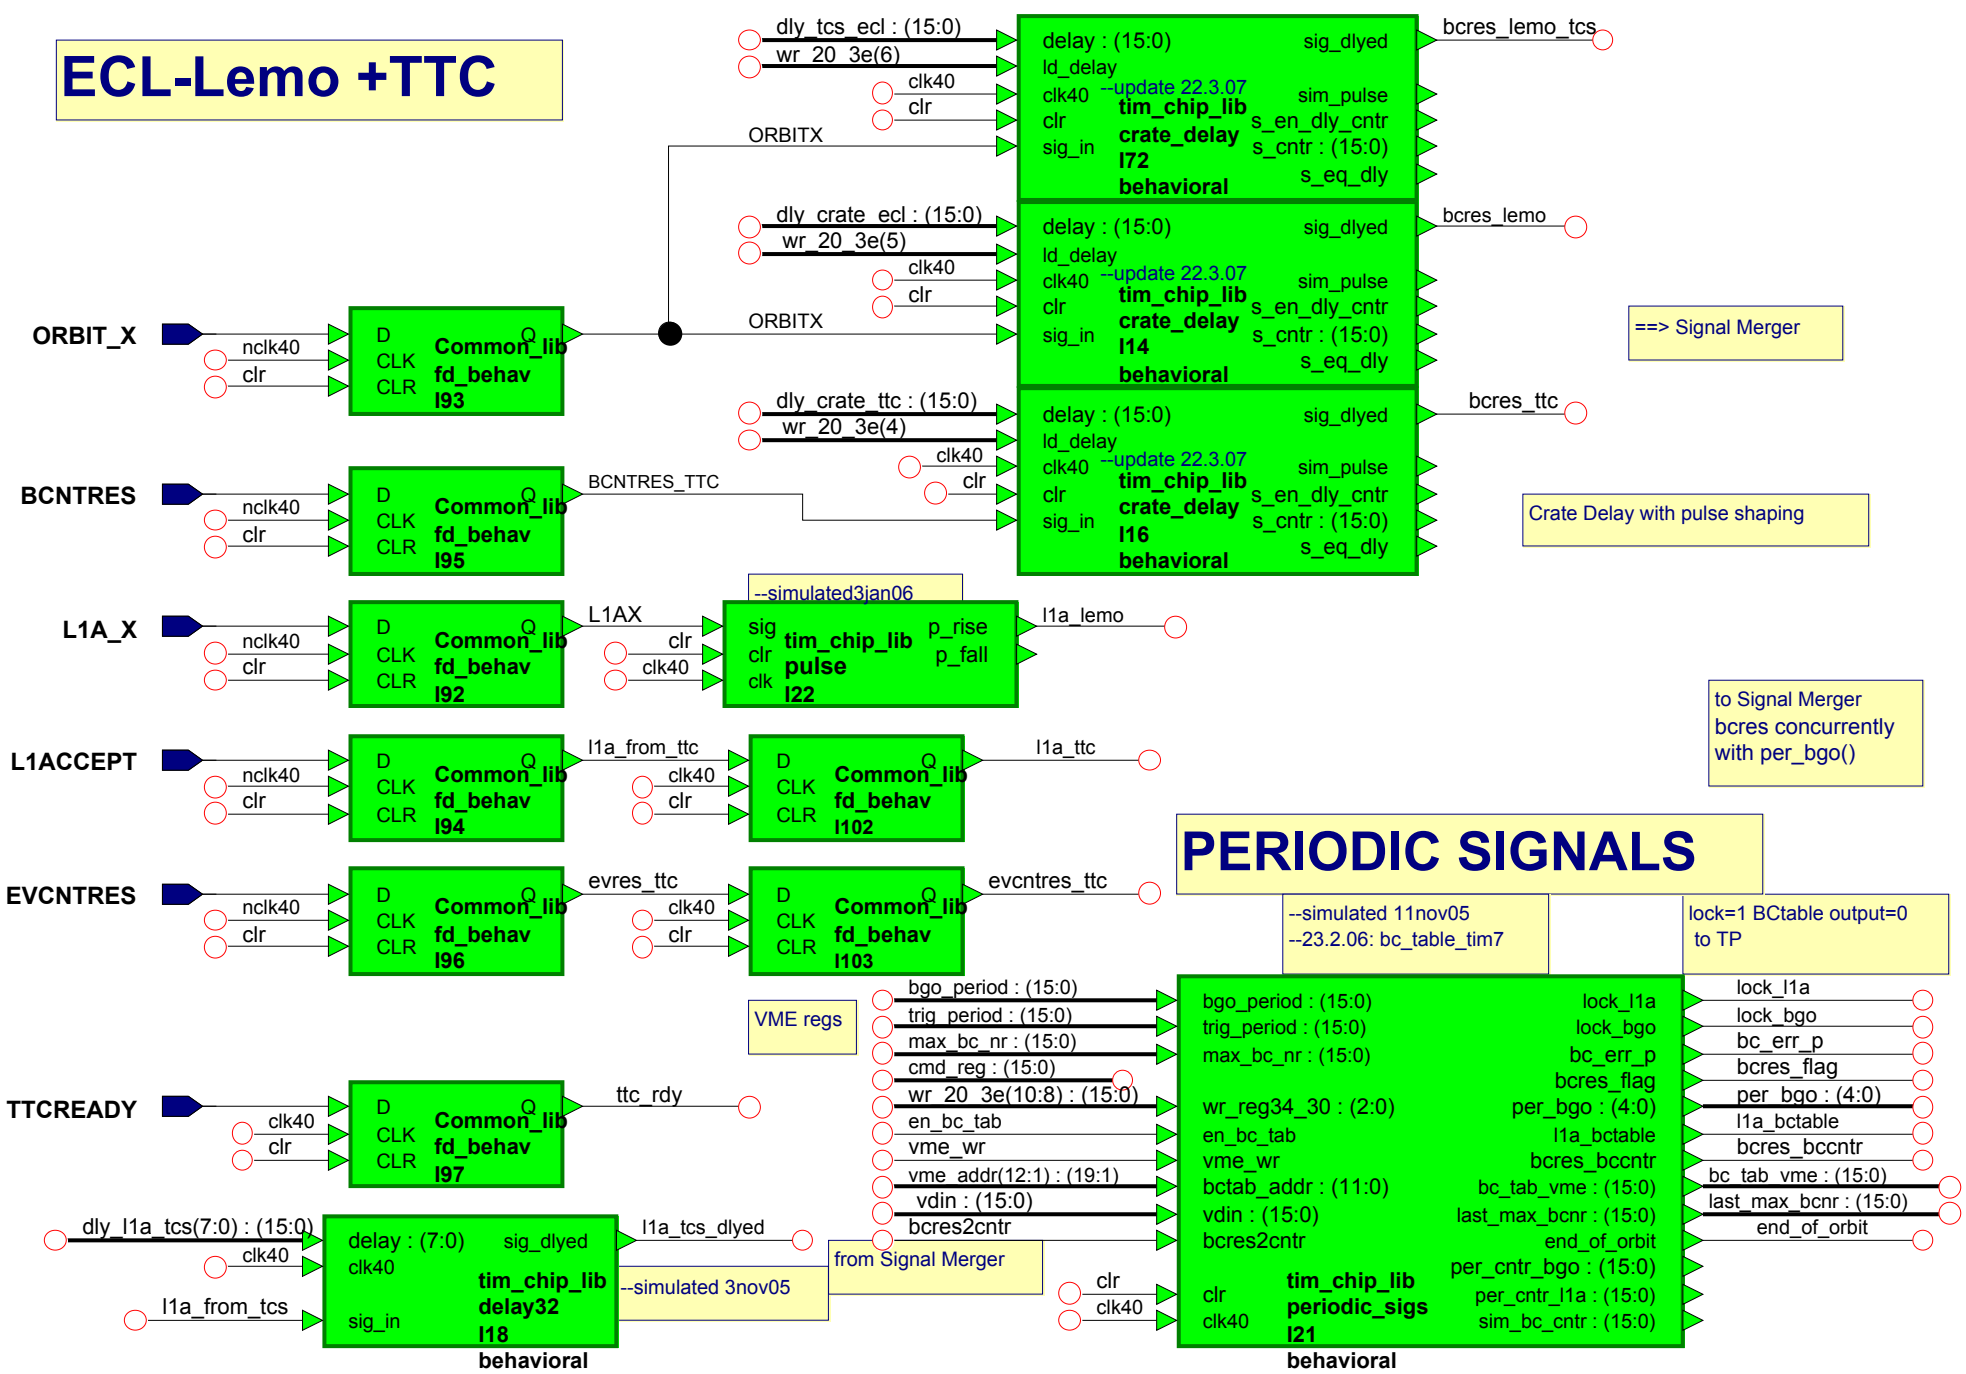 ECL-Lemo +TTC
dly_tcs_ecl : (15:0)
wr_20_3e(6)
clk40
clr
ORBITX
delay : (15:0)
ld_delay
clk40
clr
sig_in
--update 22.3.07
tim_chip_lib
crate_delay
I72
behavioral
sig_dlyed
sim_pulse
s_en_dly_cntr
s_cntr : (15:0)
s_eq_dly
bcres_lemo_tcs
dly_crate_ecl : (15:0)
wr_20_3e(5)
clk40
clr
ORBITX
delay : (15:0)
ld_delay
clk40
clr
sig_in
--update 22.3.07
tim_chip_lib
crate_delay
I14
behavioral
sig_dlyed
sim_pulse
s_en_dly_cntr
s_cntr : (15:0)
s_eq_dly
bcres_lemo
==> Signal Merger
ORBIT_X
nclk40
clr
D
CLK
CLR
Q
Common_lib
fd_behav
I93
dly_crate_ttc : (15:0)
wr_20_3e(4)
clk40
clr
delay : (15:0)
ld_delay
clk40
clr
sig_in
--update 22.3.07
tim_chip_lib
crate_delay
I16
behavioral
sig_dlyed
sim_pulse
s_en_dly_cntr
s_cntr : (15:0)
s_eq_dly
bcres_ttc
Crate Delay with pulse shaping
BCNTRES
nclk40
clr
D
CLK
CLR
Q
Common_lib
fd_behav
I95
BCNTRES_TTC
L1A_X
nclk40
clr
D
CLK
CLR
Q
Common_lib
fd_behav
I92
L1AX
clr
clk40
--simulated3jan06
sig
clr
clk
tim_chip_lib
pulse
I22
p_rise
p_fall
l1a_lemo
to Signal Merger
bcres concurrently
with per_bgo()
L1ACCEPT
nclk40
clr
D
CLK
CLR
Q
Common_lib
fd_behav
I94
l1a_from_ttc
clk40
clr
D
CLK
CLR
Q
Common_lib
fd_behav
I102
l1a_ttc
EVCNTRES
nclk40
clr
D
CLK
CLR
Q
Common_lib
fd_behav
I96
evres_ttc
clk40
clr
D
CLK
CLR
Q
Common_lib
fd_behav
I103
evcntres_ttc
PERIODIC SIGNALS
--simulated 11nov05
--23.2.06: bc_table_tim7
lock=1 BCtable output=0
to TP
VME regs
bgo_period : (15:0)
trig_period : (15:0)
max_bc_nr : (15:0)
cmd_reg : (15:0)
wr_20_3e(10:8) : (15:0)
en_bc_tab
vme_wr
vme_addr(12:1) : (19:1)
vdin : (15:0)
bcres2cntr
from Signal Merger
clr
clk40
bgo_period : (15:0)
trig_period : (15:0)
max_bc_nr : (15:0)
wr_reg34_30 : (2:0)
en_bc_tab
vme_wr
bctab_addr : (11:0)
vdin : (15:0)
bcres2cntr
clr
clk40
tim_chip_lib
periodic_sigs
I21
behavioral
lock_l1a
lock_bgo
bc_err_p
bcres_flag
per_bgo : (4:0)
l1a_bctable
bcres_bccntr
bc_tab_vme : (15:0)
last_max_bcnr : (15:0)
end_of_orbit
per_cntr_bgo : (15:0)
per_cntr_l1a : (15:0)
sim_bc_cntr : (15:0)
lock_l1a
lock_bgo
bc_err_p
bcres_flag
per_bgo : (4:0)
l1a_bctable
bcres_bccntr
bc_tab_vme : (15:0)
last_max_bcnr : (15:0)
end_of_orbit
TTCREADY
clk40
clr
D
CLK
CLR
Q
Common_lib
fd_behav
I97
ttc_rdy
dly_l1a_tcs(7:0) : (15:0)
clk40
l1a_from_tcs
delay : (7:0)
clk40
sig_in
sig_dlyed
tim_chip_lib
delay32
I18
behavioral
l1a_tcs_dlyed
--simulated 3nov05